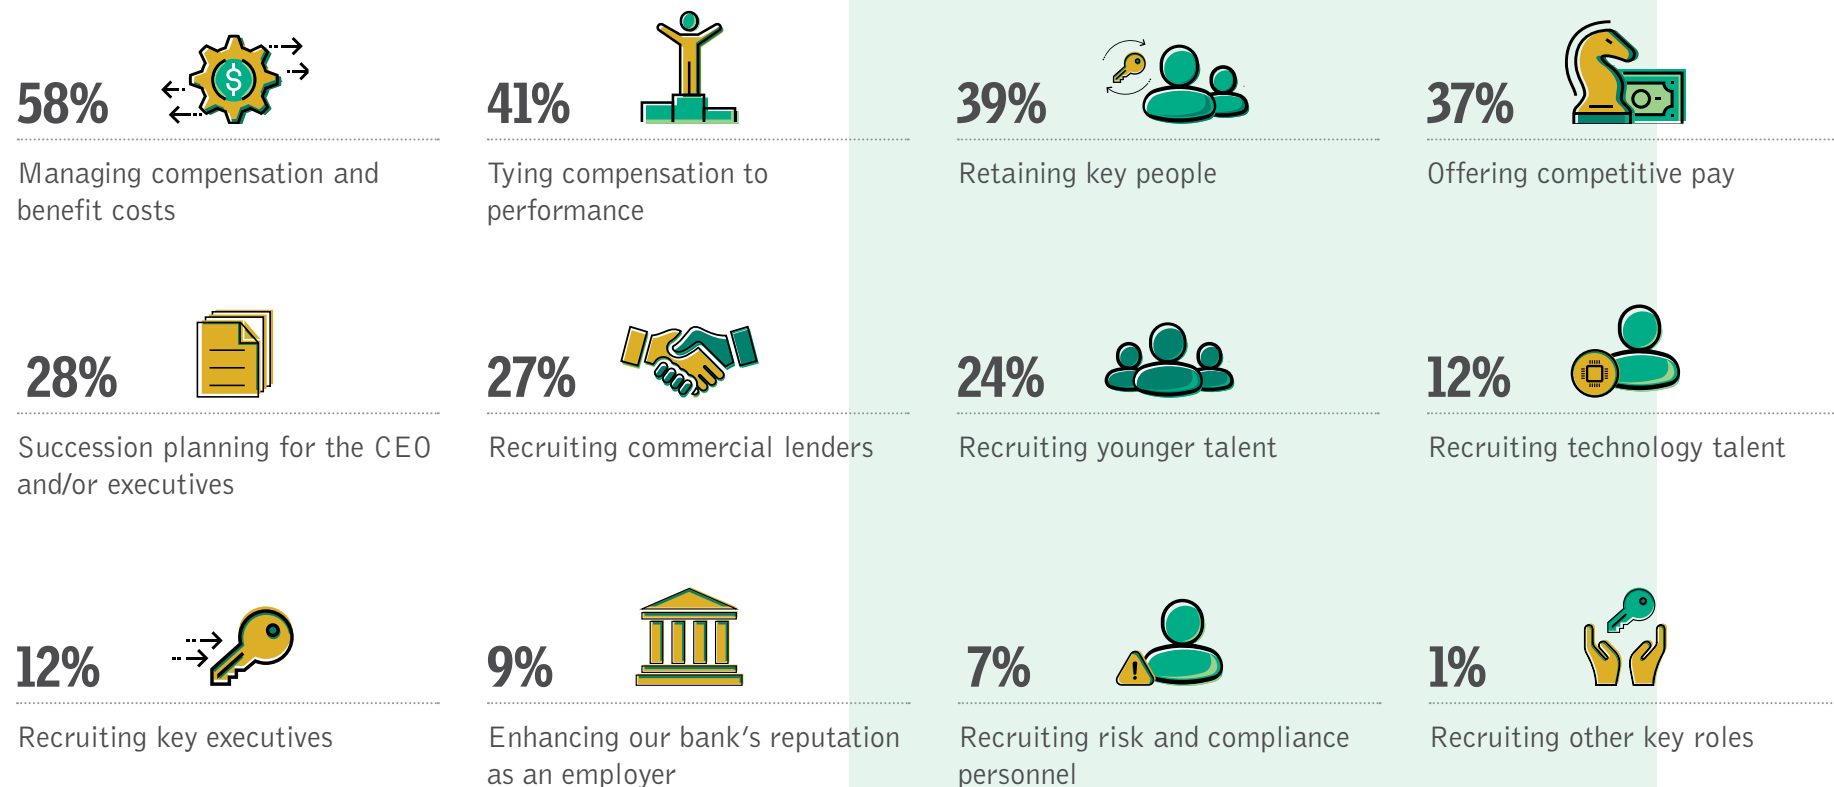 58%
Managing compensation and
benefit costs
41%
Tying compensation to
performance
39%
Retaining key people
37%
Offering competitive pay
28%
Succession planning for the CEO
and/or executives
27%
Recruiting commercial lenders
24%
Recruiting younger talent
12%
Recruiting technology talent
12%
Recruiting key executives
9%
Enhancing our bank's reputation
as an employer
7%
Recruiting risk and compliance
personnel
1%
Recruiting other key roles